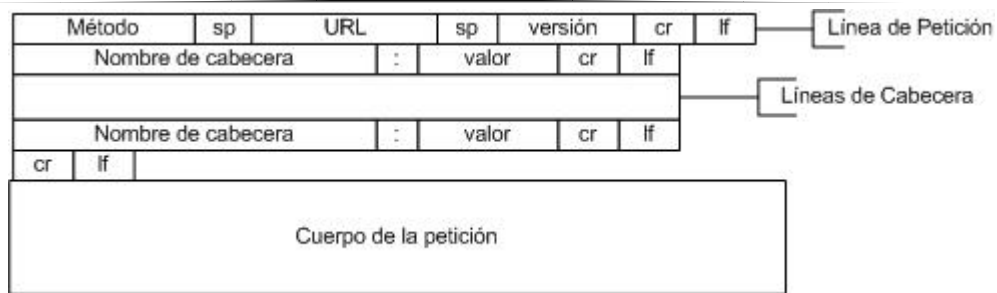 Método sp URL sp versión cr lf Línea de Petición
Nombre de cabecera : valor cr lf
Líneas de Cabecera
Nombre de cabecera : valor cr lf
cr lf
Cuerpo de la petición